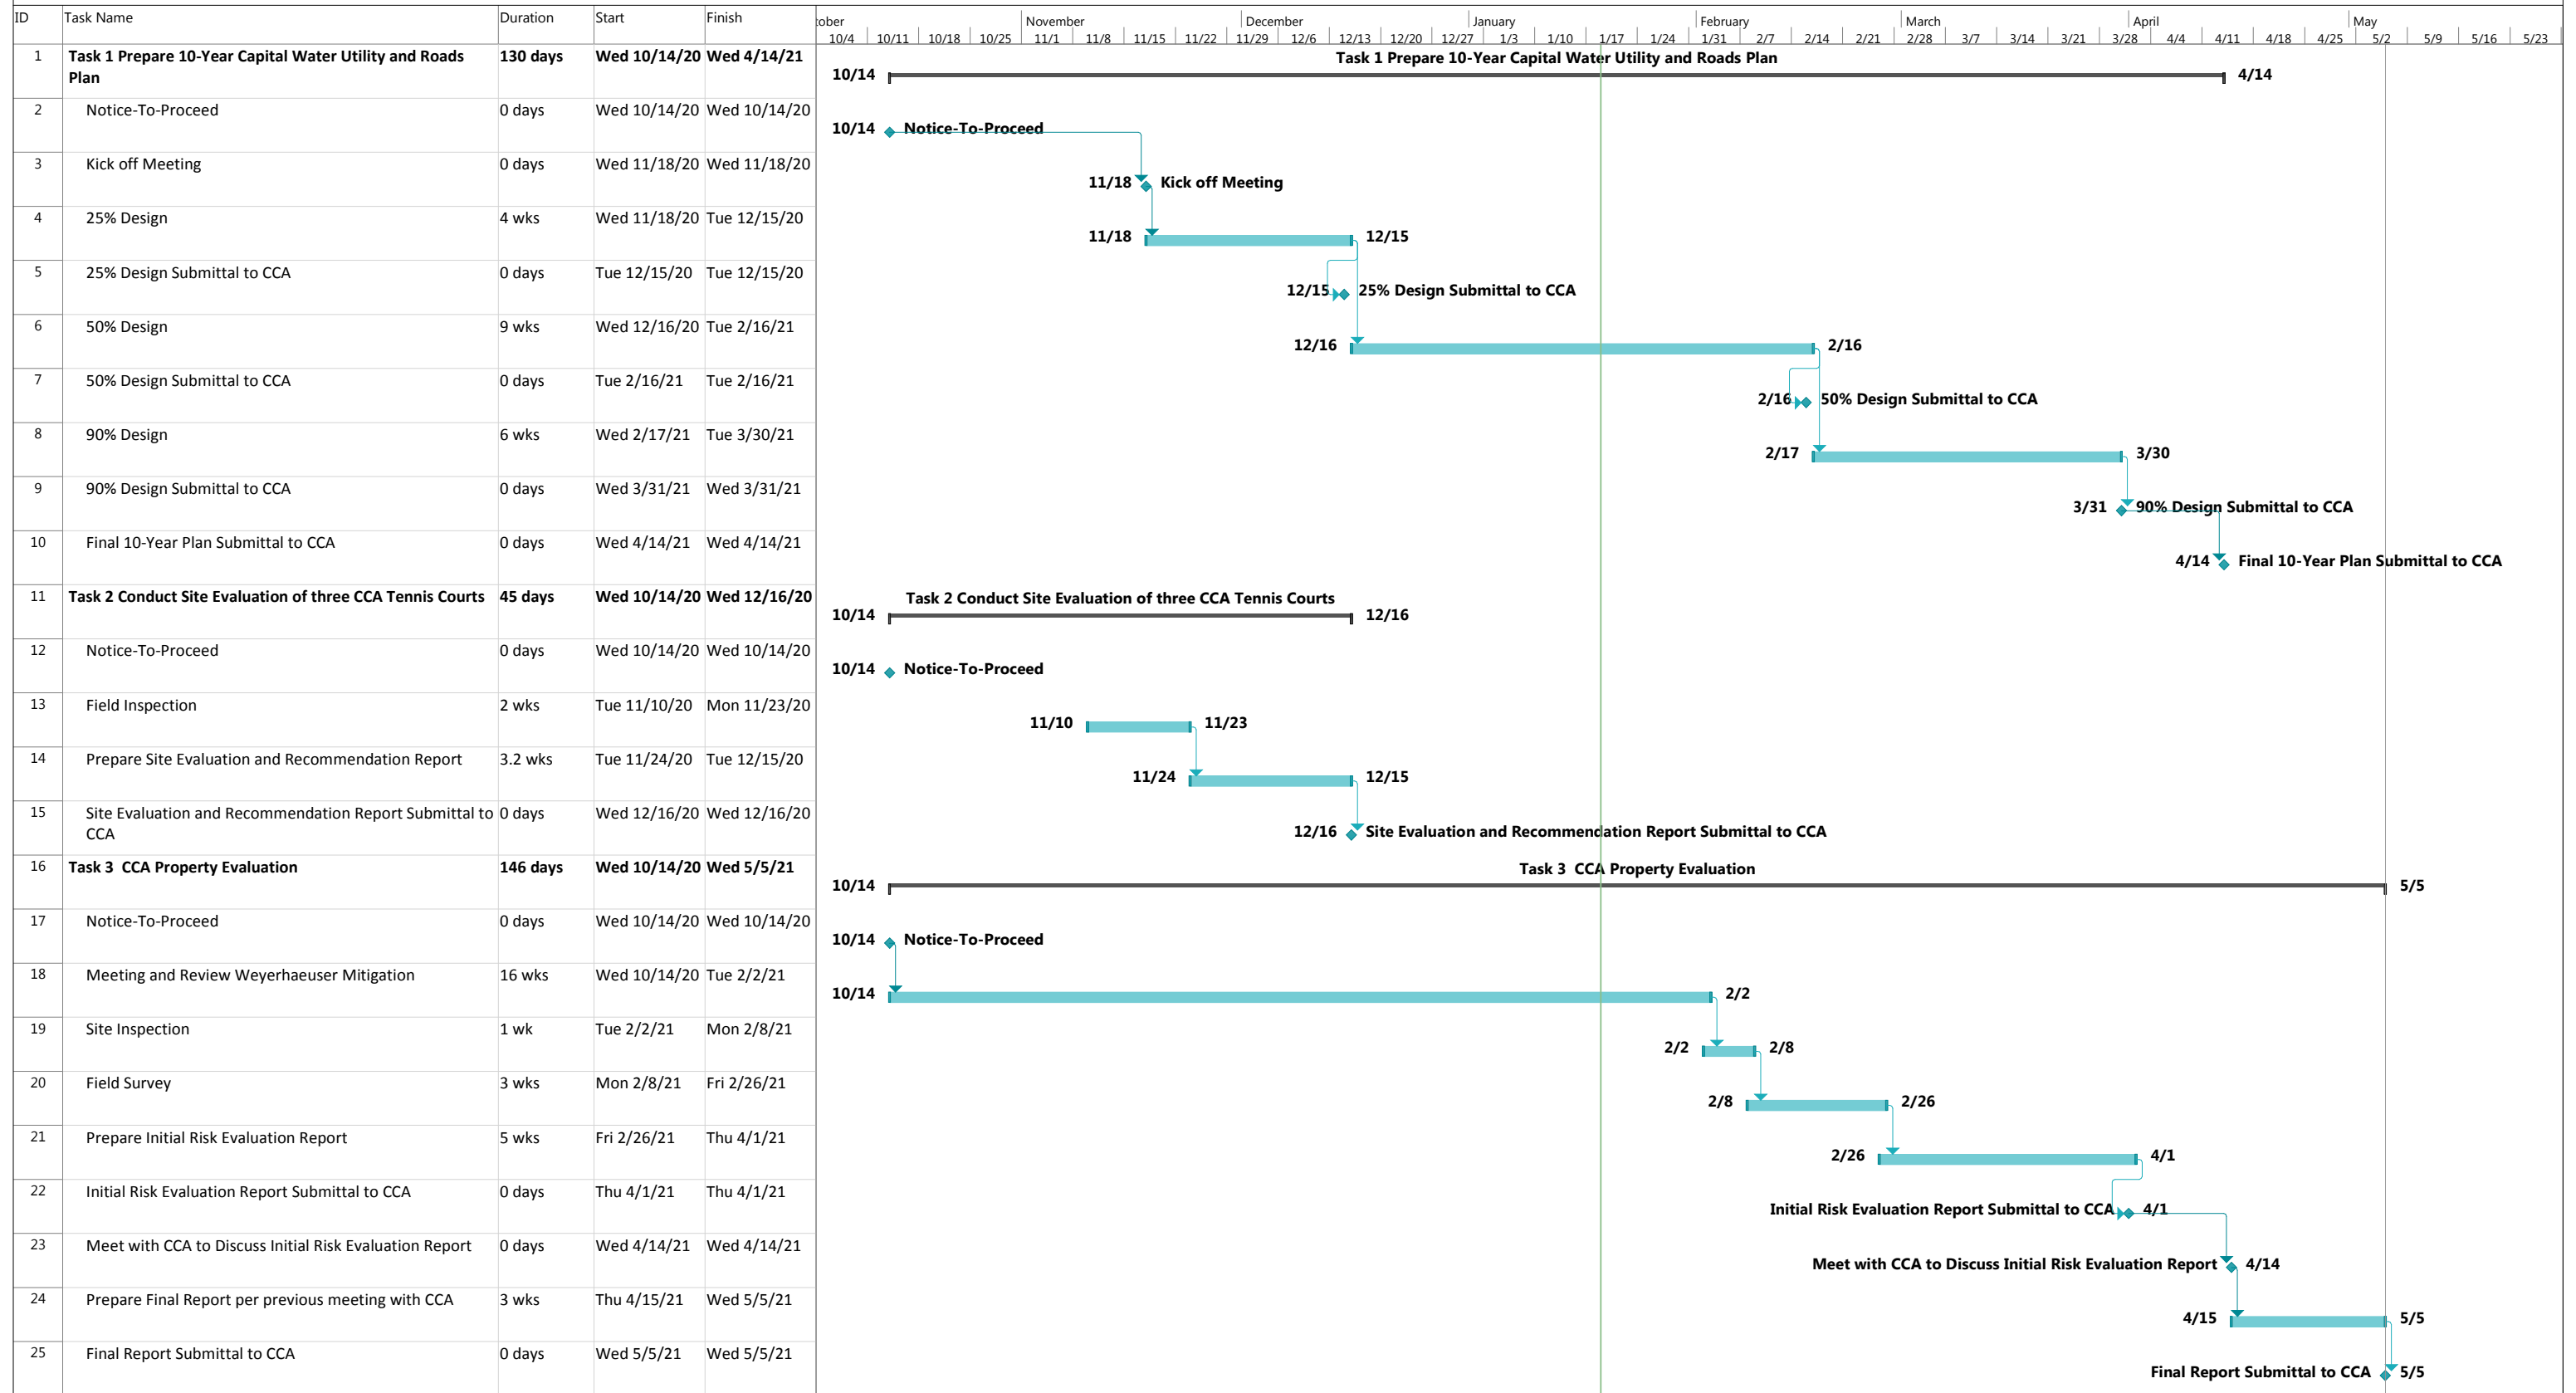 ID Task Name Duration Start Finish
ober November December January February March April May
10/4 10/11 10/18 10/25 11/1 11/8 11/15 11/22 11/29 12/6 12/13 12/20 12/27 1/3 1/10 1/17 1/24 1/31 2/7 2/14 2/21 2/28 3/7 3/14 3/21 3/28 4/4 4/11 4/18 4/25 5/2 5/9 5/16 5/23
1 Task 1 Prepare 10-Year Capital Water Utility and Roads 130 days Wed 10/14/20 Wed 4/14/21
Plan
Task 1 Prepare 10-Year Capital Water Utility and Roads Plan
10/14 4/14
2 Notice-To-Proceed 0 days Wed 10/14/20 Wed 10/14/20
10/14 Notice-To-Proceed
3 Kick off Meeting 0 days Wed 11/18/20 Wed 11/18/20
11/18 Kick off Meeting
4 25% Design 4 wks Wed 11/18/20 Tue 12/15/20
11/18 12/15
5 25% Design Submittal to CCA 0 days Tue 12/15/20 Tue 12/15/20
12/15 25% Design Submittal to CCA
6 50% Design 9 wks Wed 12/16/20 Tue 2/16/21
12/16 2/16
7 50% Design Submittal to CCA 0 days Tue 2/16/21 Tue 2/16/21
2/16 50% Design Submittal to CCA
8 90% Design 6 wks Wed 2/17/21 Tue 3/30/21
2/17 3/30
9 90% Design Submittal to CCA 0 days Wed 3/31/21 Wed 3/31/21
3/31 90% Design Submittal to CCA
10 Final 10-Year Plan Submittal to CCA 0 days Wed 4/14/21 Wed 4/14/21
4/14 Final 10-Year Plan Submittal to CCA
11 Task 2 Conduct Site Evaluation of three CCA Tennis Courts 45 days Wed 10/14/20 Wed 12/16/20
Task 2 Conduct Site Evaluation of three CCA Tennis Courts
10/14 12/16
12 Notice-To-Proceed 0 days Wed 10/14/20 Wed 10/14/20
10/14 Notice-To-Proceed
13 Field Inspection 2 wks Tue 11/10/20 Mon 11/23/20
11/10 11/23
14 Prepare Site Evaluation and Recommendation Report 3.2 wks Tue 11/24/20 Tue 12/15/20
11/24 12/15
15 Site Evaluation and Recommendation Report Submittal to 0 days Wed 12/16/20 Wed 12/16/20
CCA
12/16 Site Evaluation and Recommendation Report Submittal to CCA
16 Task 3 CCA Property Evaluation 146 days Wed 10/14/20 Wed 5/5/21
Task 3 CCA Property Evaluation
10/14 5/5
17 Notice-To-Proceed 0 days Wed 10/14/20 Wed 10/14/20
10/14 Notice-To-Proceed
18 Meeting and Review Weyerhaeuser Mitigation 16 wks Wed 10/14/20 Tue 2/2/21
10/14 2/2
19 Site Inspection 1 wk Tue 2/2/21 Mon 2/8/21
2/2 2/8
20 Field Survey 3 wks Mon 2/8/21 Fri 2/26/21
2/8 2/26
21 Prepare Initial Risk Evaluation Report 5 wks Fri 2/26/21 Thu 4/1/21
2/26 4/1
22 Initial Risk Evaluation Report Submittal to CCA 0 days Thu 4/1/21 Thu 4/1/21
Initial Risk Evaluation Report Submittal to CCA 4/1
23 Meet with CCA to Discuss Initial Risk Evaluation Report 0 days Wed 4/14/21 Wed 4/14/21
Meet with CCA to Discuss Initial Risk Evaluation Report 4/14
24 Prepare Final Report per previous meeting with CCA 3 wks Thu 4/15/21 Wed 5/5/21
4/15 5/5
25 Final Report Submittal to CCA 0 days Wed 5/5/21 Wed 5/5/21
Final Report Submittal to CCA 5/5